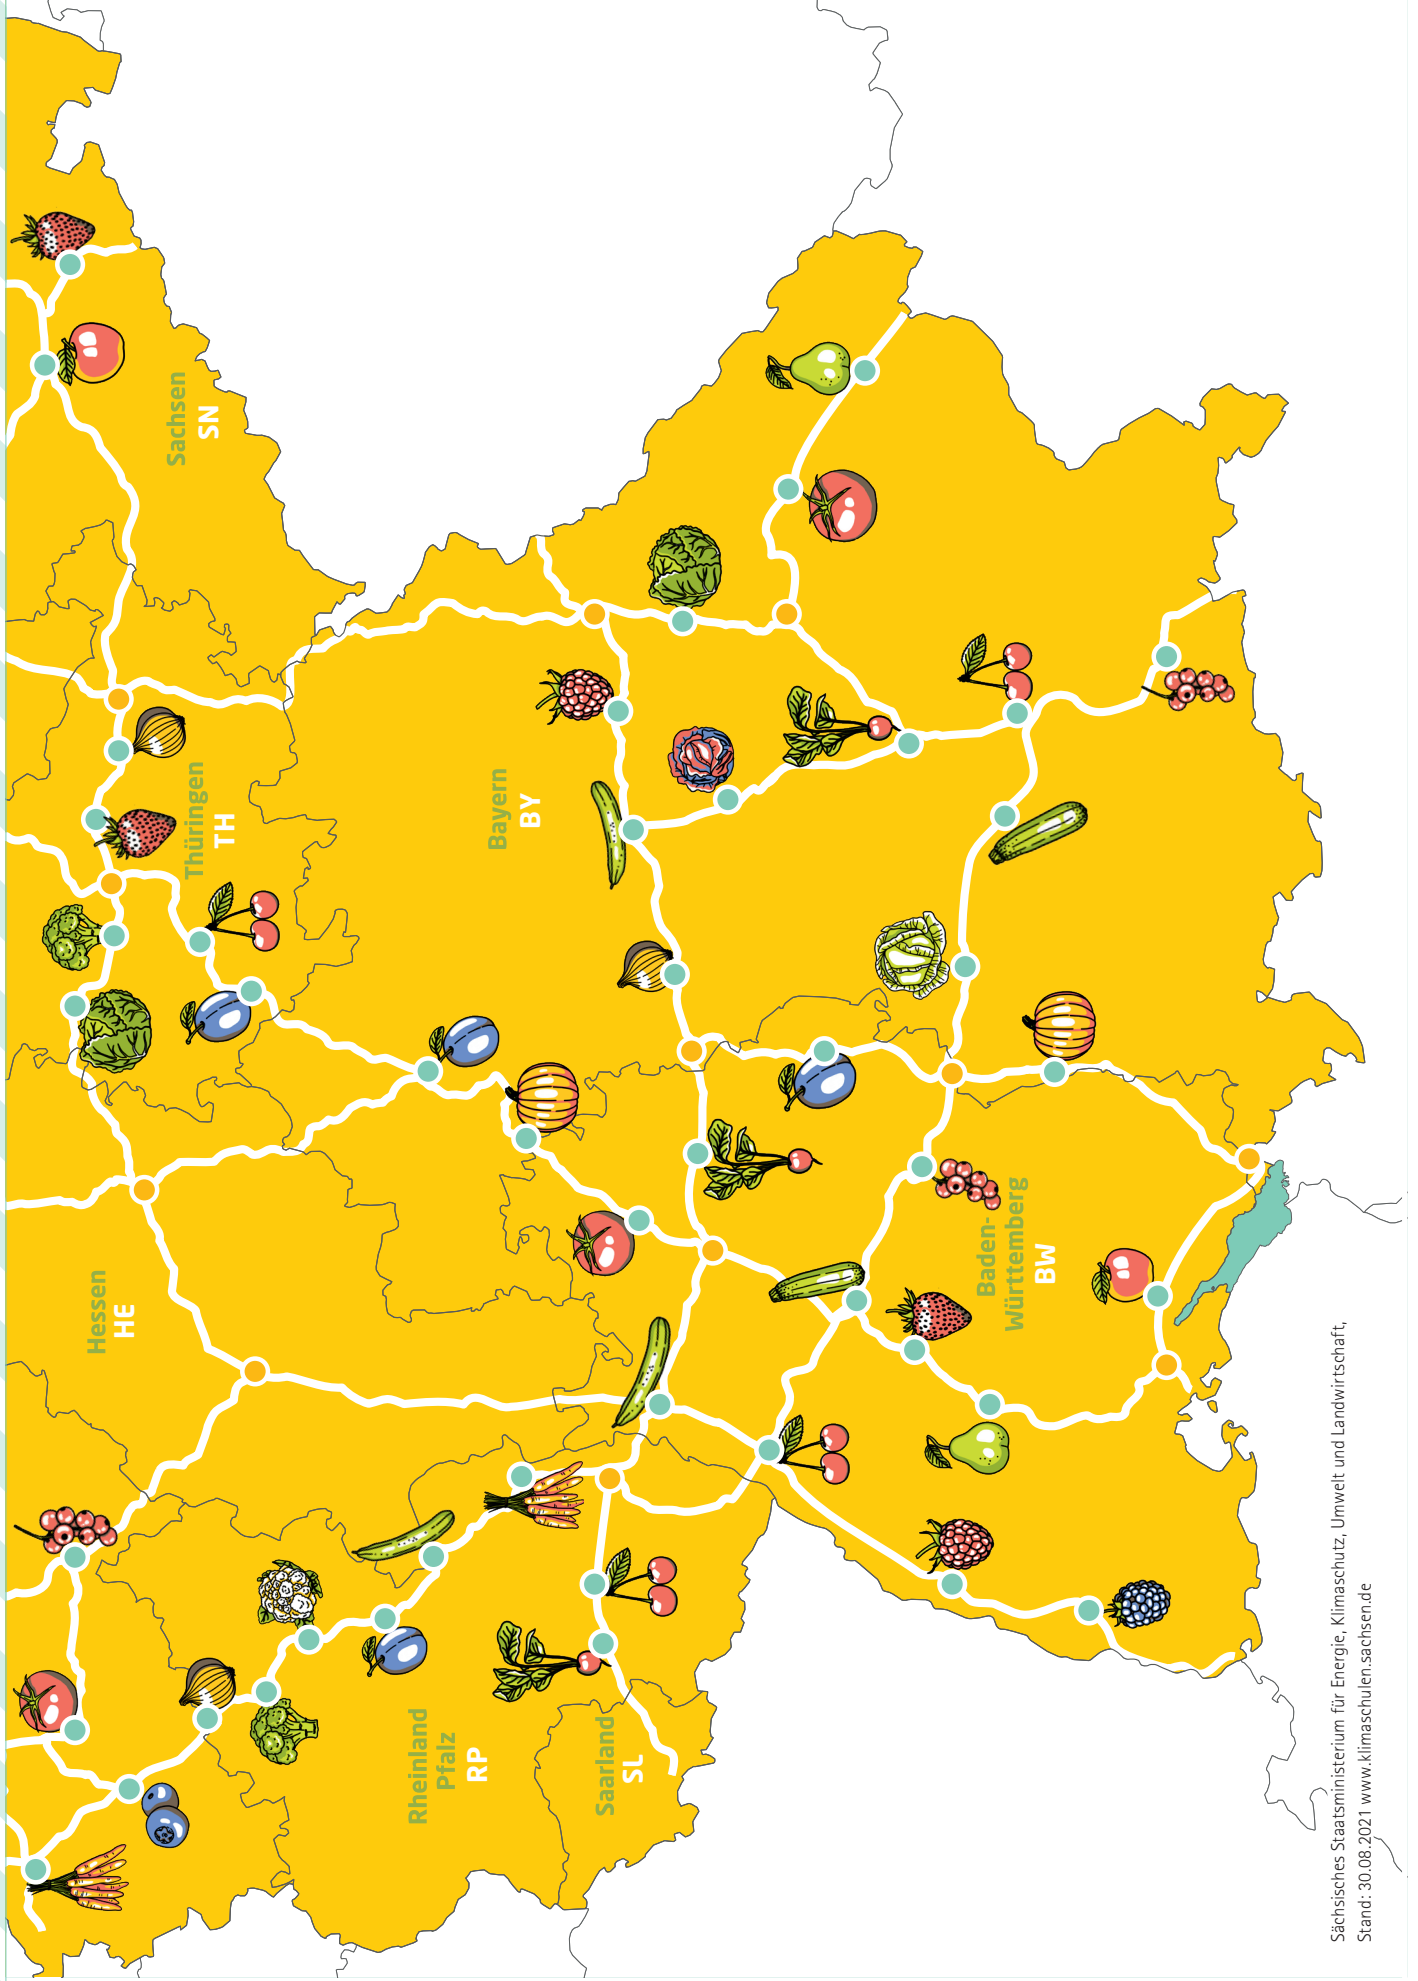 Sachsen
SN
Thüringen
TH
Hessen
HE
Bayern
BY
Rheinland
Pfalz
RP
Saarland
SL
Baden-
Württemberg
BW
Sächsisches Staatsministerium für Energie, Klimaschutz, Umwelt und Landwirtschaft,
Stand: 30.08.2021 www.klimaschulen.sachsen.de